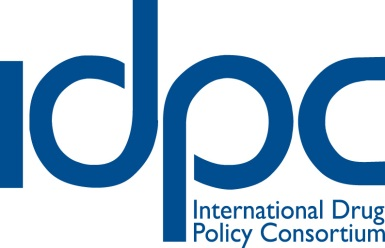 idpc
International Drug
Policy Consortium